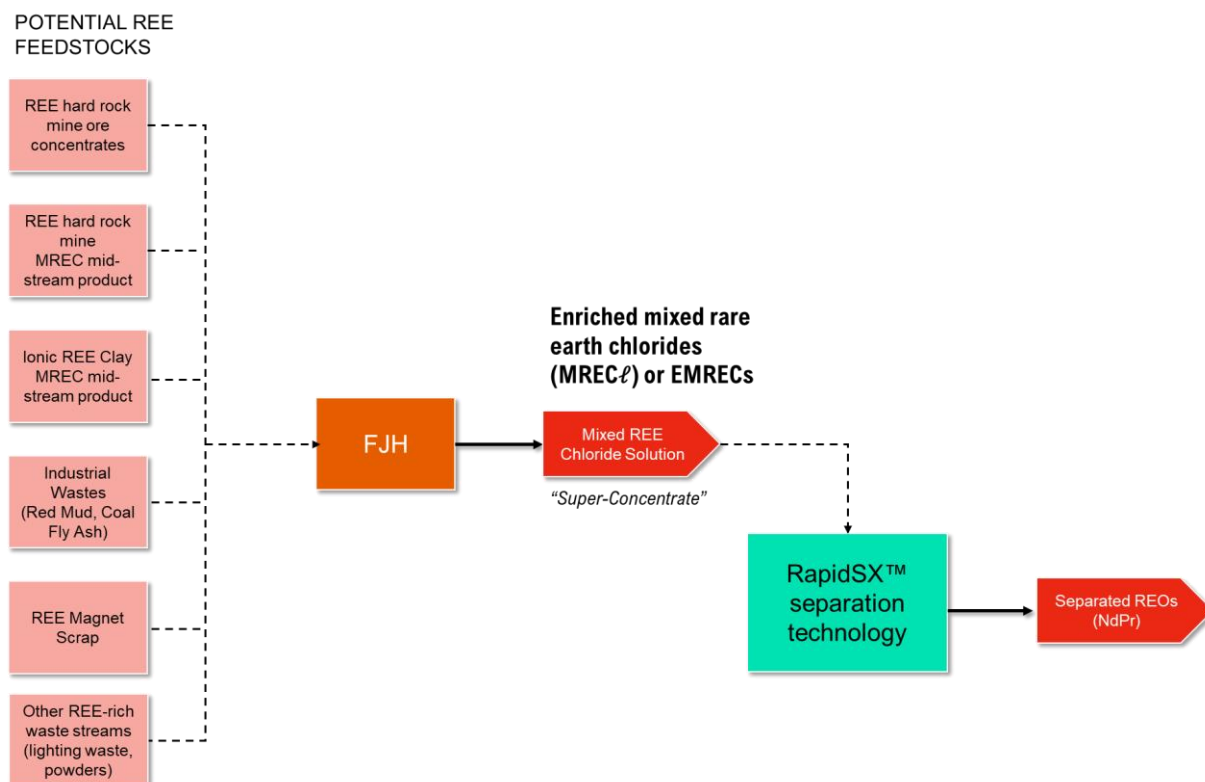 POTENTIAL REE
FEEDSTOCKS
REE hard rock
mine ore
concentrates
REE hard rock
mine
MREC mid-
stream product
Ionic REE Clay
MREC mid-
stream product
Industrial
Wastes
(Red Mud, Coal
Fly Ash)
REE Magnet
Scrap
Other REE-rich
waste streams
(lighting waste,
powders)
FJH
Enriched mixed rare
earth chlorides
(MRECℓ) or EMRECs
Mixed REE
Chloride Solution
“Super-Concentrate”
RapidSX™
separation
technology
Separated REOs
(NdPr)